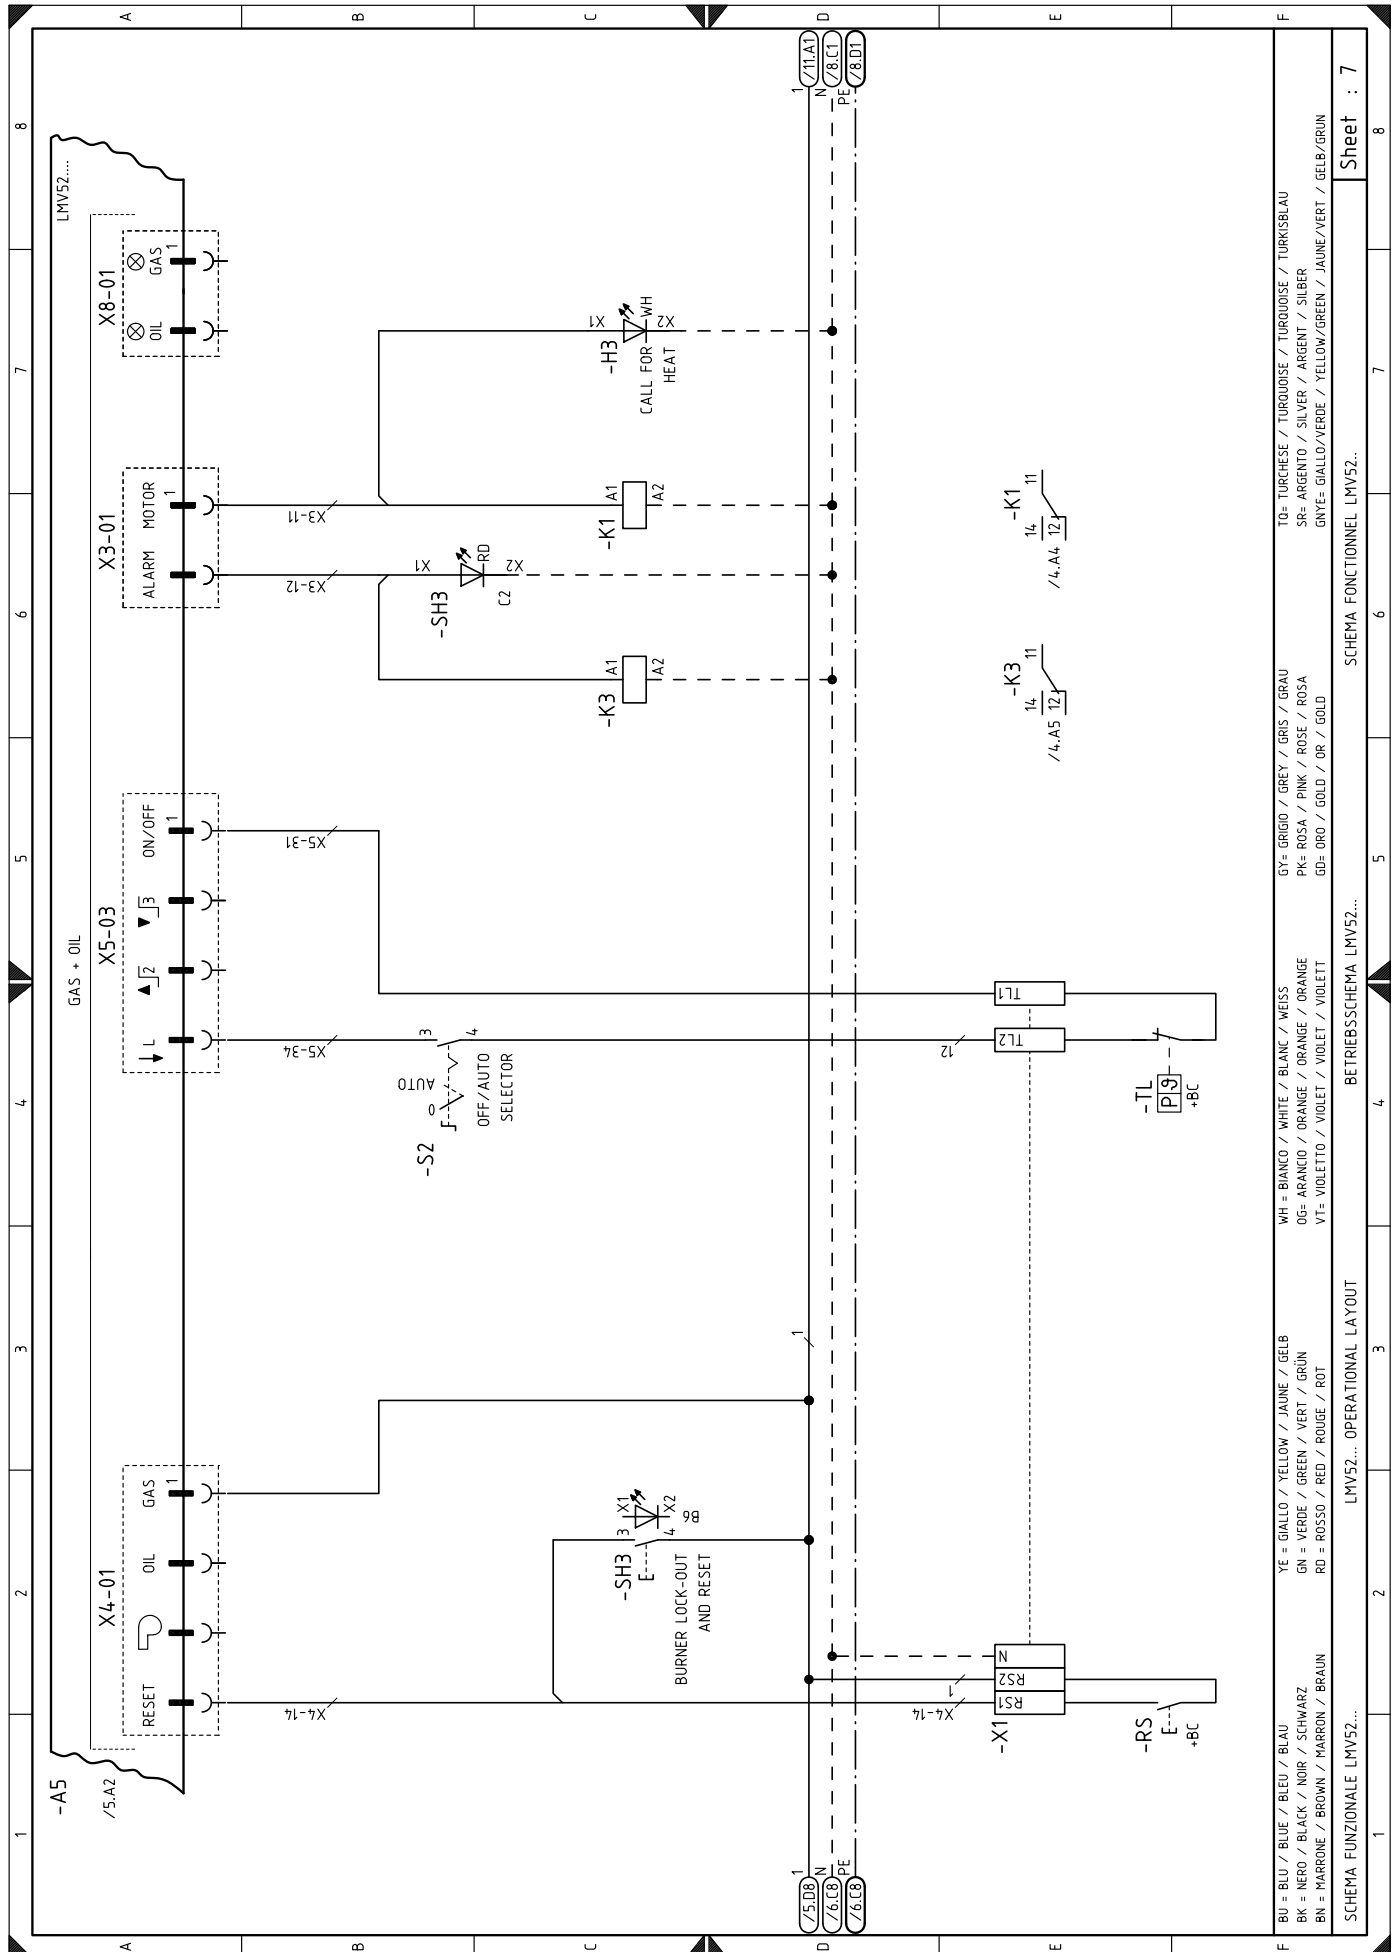 1 2 3 4 5 6 7 8
A
B
C
D
E
F
-A5
/5.A2
GAS + OIL
LMV52....
X4-01
RESET
OIL
GAS
1
X5-03
L
2
3
ON/OFF
1
X3-01
ALARM
MOTOR
1
X8-01
OIL
GAS
1
X4-14
X5-34
X5-31
X3-12
X3-11
-S2
0
AUTO
3
4
OFF/AUTO
SELECTOR
-SH3
X1
RD
X2
C2
-SH3
3
4
X1
X2
B6
BURNER LOCK-OUT
AND RESET
-K3
A1
A2
-K1
A1
A2
-H3
X1
WH
X2
CALL FOR
HEAT
/5.D8
1
/6.C8
N
/6.C8
PE
1
1
/11.A1
N
/8.C1
PE
/8.D1
X4-14
1
12
-X1
RS1
RS2
N
TL2
TL1
-K3
14
12
11
/4.A5
-K1
14
12
11
/4.A4
-RS
+BC
-TL
P
ϑ
+BC
BU = BLU / BLUE / BLEU / BLAU
BK = NERO / BLACK / NOIR / SCHWARZ
BN = MARRONE / BROWN / MARRON / BRAUN
YE = GIALLO / YELLOW / JAUNE / GELB
GN = VERDE / GREEN / VERT / GRÜN
RD = ROSSO / RED / ROUGE / ROT
WH = BIANCO / WHITE / BLANC / WEISS
OG= ARANCIO / ORANGE / ORANGE / ORANGE
VT= VIOLETTO / VIOLET / VIOLET / VIOLETT
GY= GRIGIO / GREY / GRIS / GRAU
PK= ROSA / PINK / ROSE / ROSA
GD= ORO / GOLD / OR / GOLD
TQ= TURCHESE / TURQUOISE / TURQUOISE / TURKISBLAU
SR= ARGENTO / SILVER / ARGENT / SILBER
GNYE= GIALLO/VERDE / YELLOW/GREEN / JAUNE/VERT / GELB/GRUN
SCHEMA FUNZIONALE LMV52...
LMV52... OPERATIONAL LAYOUT
BETRIEBSSCHEMA LMV52...
SCHEMA FONCTIONNEL LMV52..
Sheet : 7
1 2 3 4 5 6 7 8
A
B
C
D
E
F